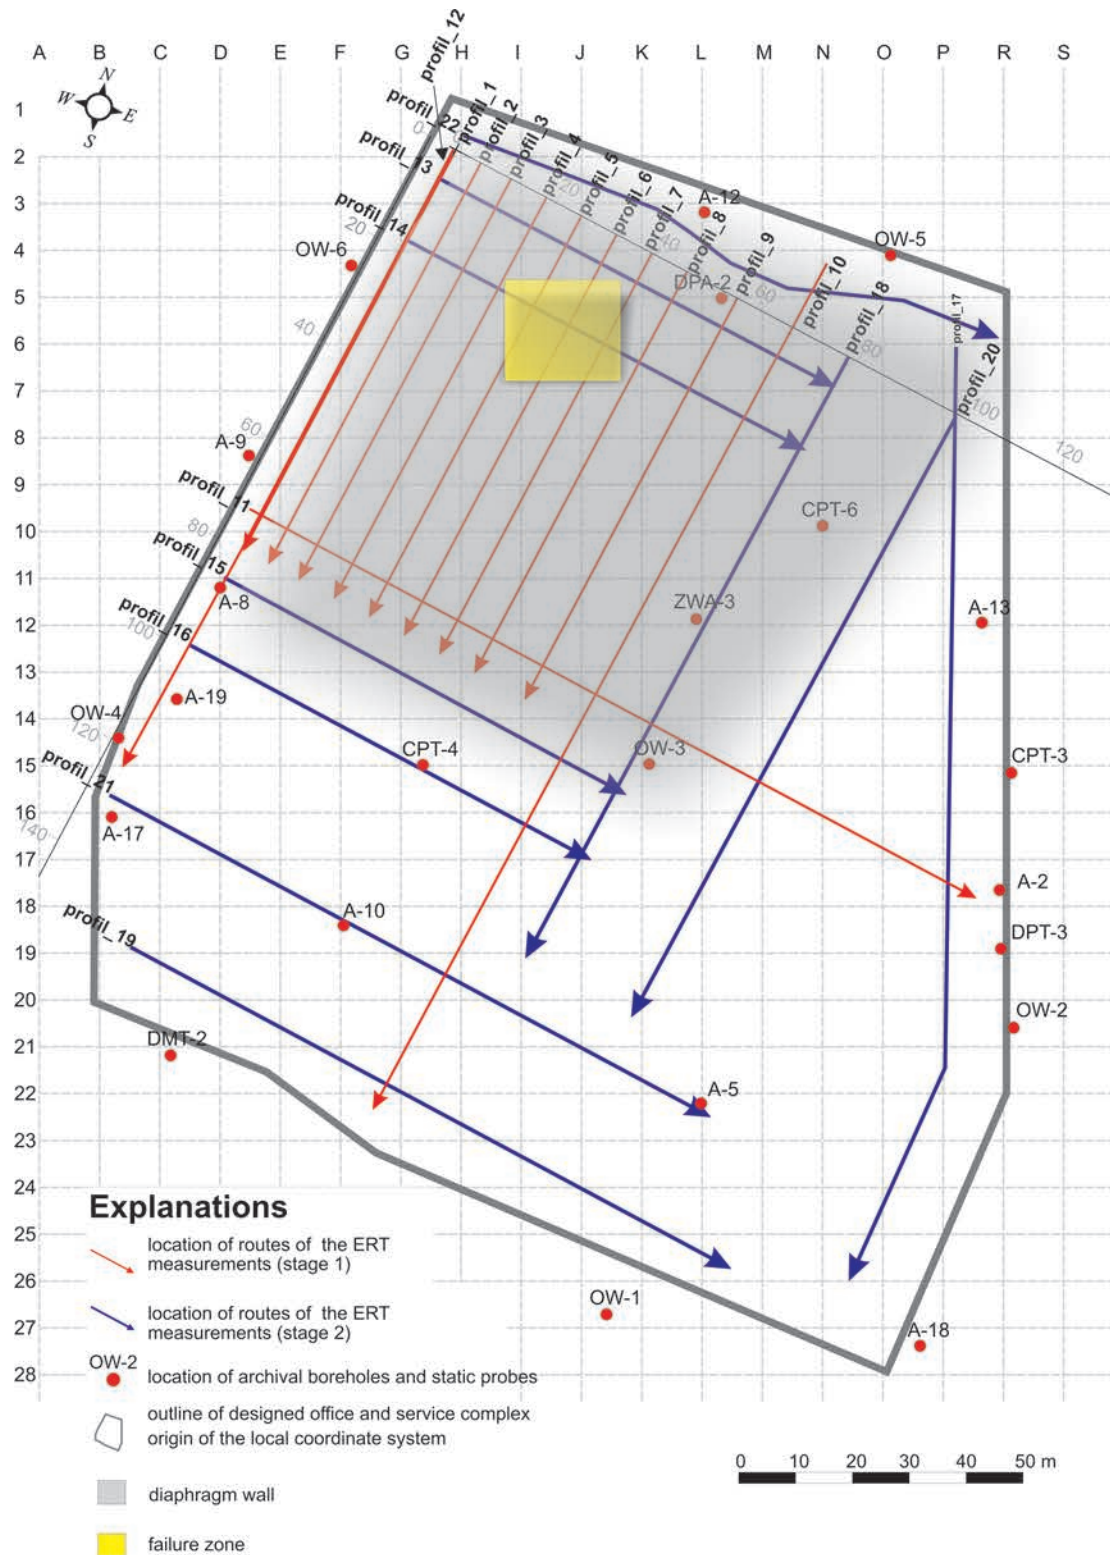 profil_12
A B C D E F G H I J K L M N O P R S
N
W E
S
1
2
3
4
5
6
7
8
9
10
11
12
13
14
15
16
17
18
19
20
21
22
23
24
25
26
27
28
profil_22
profil_1
profil_2
profil_3
profil_4
profil_5
profil_6
profil_7
profil_8
profil_9
profil_10
profil_18
profil_17
profil_20
profil_13
profil_14
profil_11
profil_15
profil_16
profil_21
profil_19
0
20
40
60
80
100
120
140
20
40
60
80
100
120
A-12
OW-5
OW-6
DPA-2
A-9
CPT-6
A-8
ZWA-3
A-13
A-19
OW-4
CPT-4
OW-3
CPT-3
A-17
A-2
A-10
DPT-3
OW-2
DMT-2
A-5
OW-1
A-18
Explanations
location of routes of the ERT
measurements (stage 1)
location of routes of the ERT
measurements (stage 2)
OW-2
location of archival boreholes and static probes
outline of designed office and service complex
origin of the local coordinate system
diaphragm wall
failure zone
0 10 20 30 40 50 m